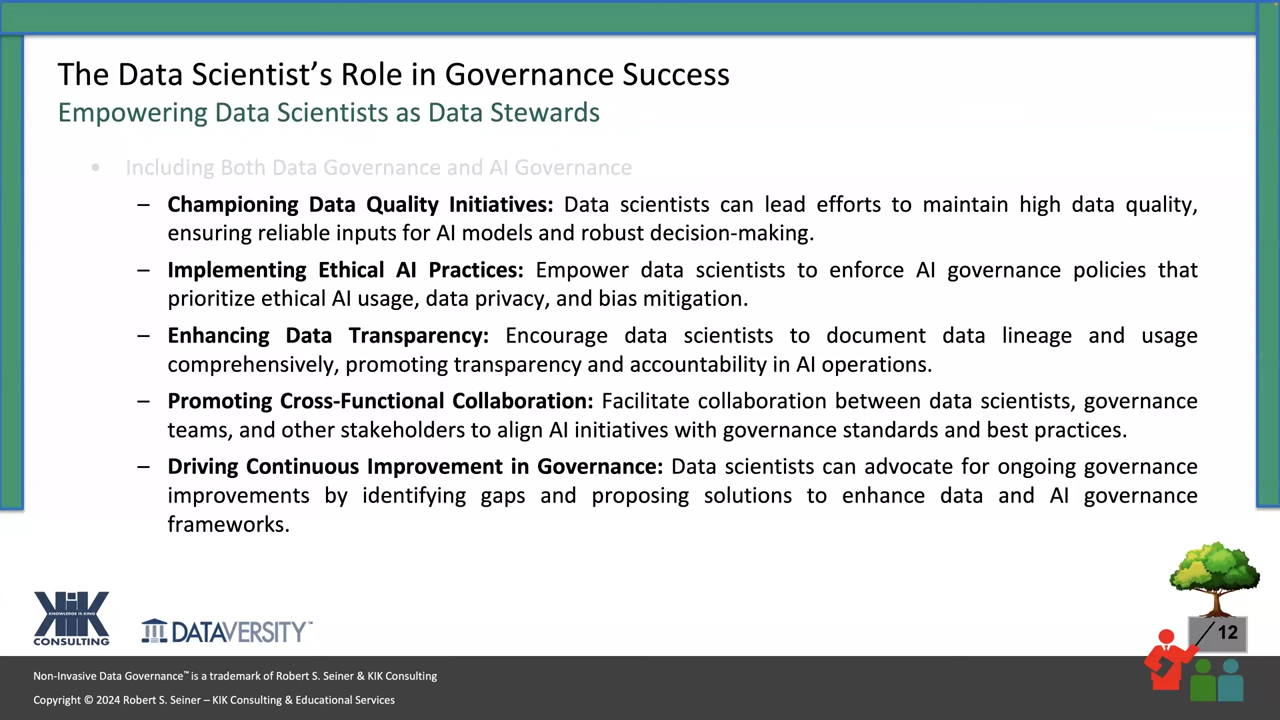 The Data Scientist's Role in Governance Success
Empowering Data Scientists as Data Stewards
• Including Both Data Governance and AI Governance
– Championing Data Quality Initiatives: Data scientists can lead efforts to maintain high data quality,
ensuring reliable inputs for AI models and robust decision-making.
– Implementing Ethical AI Practices: Empower data scientists to enforce AI governance policies that
prioritize ethical AI usage, data privacy, and bias mitigation.
– Enhancing Data Transparency: Encourage data scientists to document data lineage and usage
comprehensively, promoting transparency and accountability in AI operations.
– Promoting Cross-Functional Collaboration: Facilitate collaboration between data scientists, governance
teams, and other stakeholders to align AI initiatives with governance standards and best practices.
– Driving Continuous Improvement in Governance: Data scientists can advocate for ongoing governance
improvements by identifying gaps and proposing solutions to enhance data and AI governance
frameworks.
KIK
KNOWLEDGE IS KING
CONSULTING
DATAVERSITY™
12
Non-Invasive Data Governance™ is a trademark of Robert S. Seiner & KIK Consulting
Copyright © 2024 Robert S. Seiner – KIK Consulting & Educational Services